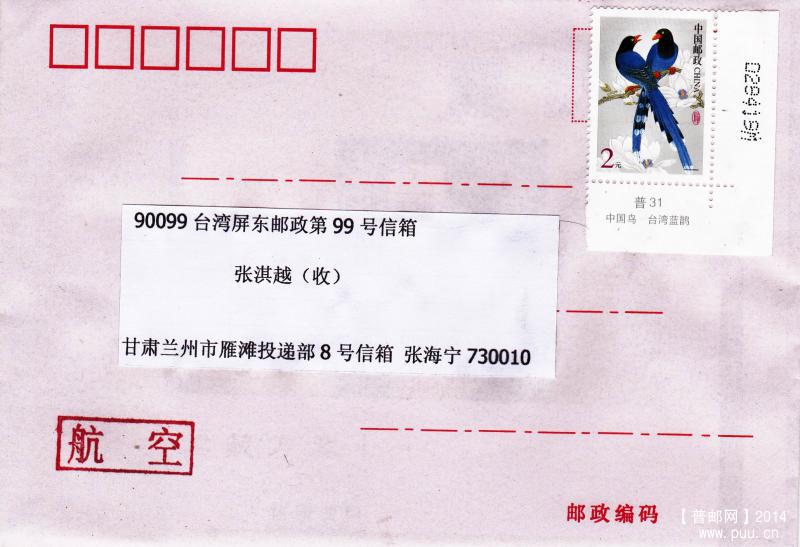 中国邮政 CHINA
2元
029419M
普31
中国鸟 台湾蓝鹊
90099 台湾屏东邮政第 99 号信箱
张淇越（收）
甘肃兰州市雁滩投递部 8 号信箱 张海宁 730010
航空
邮政编码
【普邮网】2014
www.puu.cn